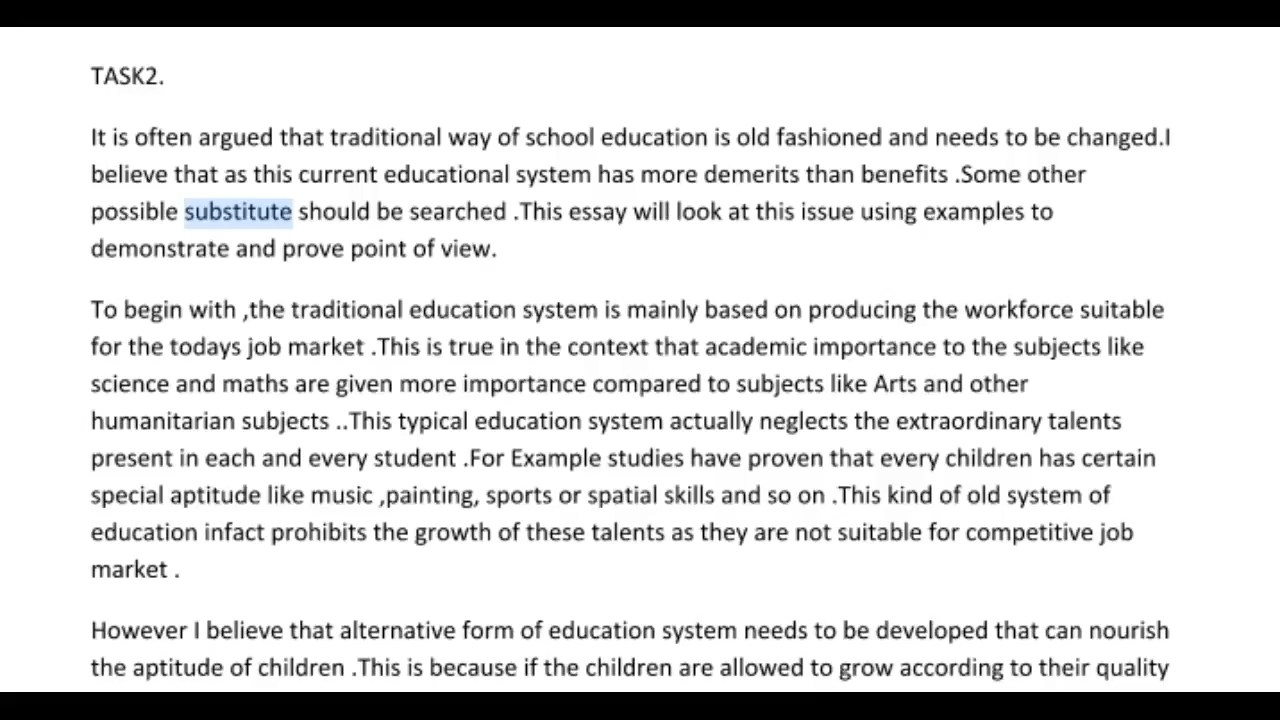 TASK2.
It is often argued that traditional way of school education is old fashioned and needs to be changed.I
believe that as this current educational system has more demerits than benefits .Some other
possible substitute should be searched .This essay will look at this issue using examples to
demonstrate and prove point of view.
To begin with ,the traditional education system is mainly based on producing the workforce suitable
for the todays job market .This is true in the context that academic importance to the subjects like
science and maths are given more importance compared to subjects like Arts and other
humanitarian subjects ..This typical education system actually neglects the extraordinary talents
present in each and every student .For Example studies have proven that every children has certain
special aptitude like music ,painting, sports or spatial skills and so on .This kind of old system of
education infact prohibits the growth of these talents as they are not suitable for competitive job
market .
However I believe that alternative form of education system needs to be developed that can nourish
the aptitude of children .This is because if the children are allowed to grow according to their quality